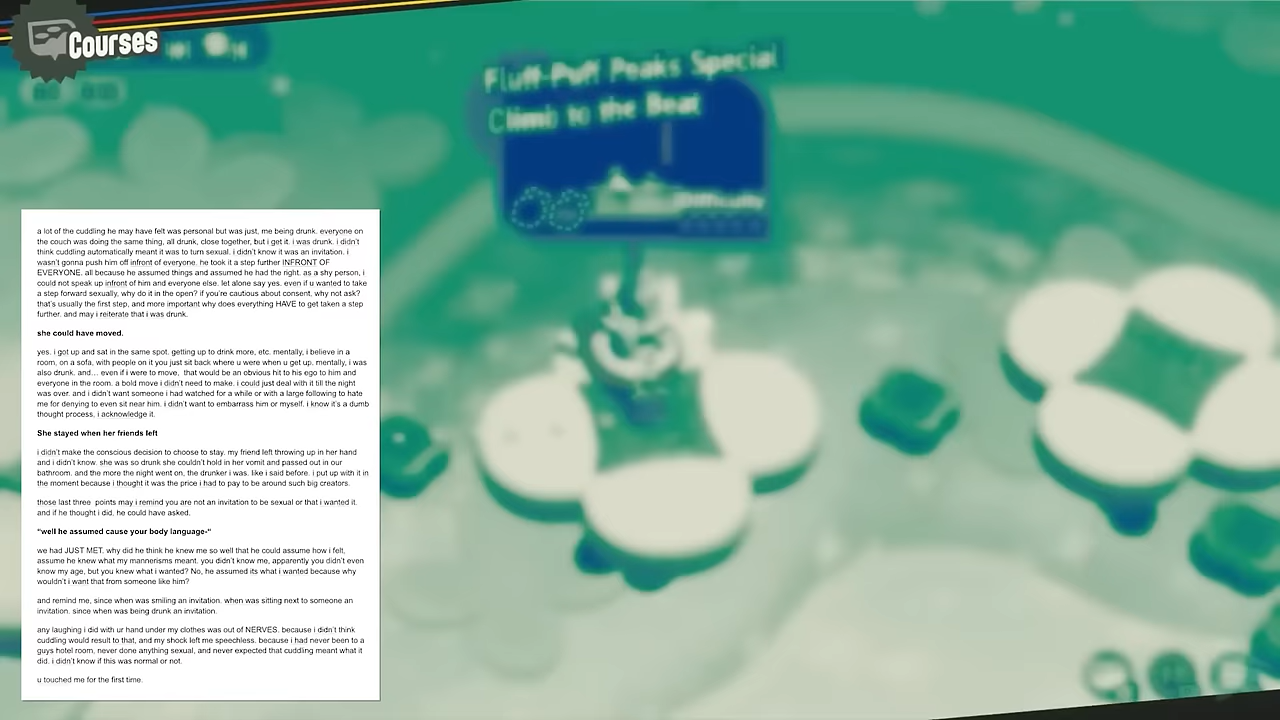 Courses
Fluff-Puff Peaks Special
Climb to the Beat
Difficulty
a lot of the cuddling he may have felt was personal but was just, me being drunk. everyone on
the couch was doing the same thing, all drunk, close together, but i get it. i was drunk. i didn't
think cuddling automatically meant it was to turn sexual. i didn't know it was an invitation. i
wasn't gonna push him off infront of everyone. he took it a step further INFRONT OF
EVERYONE. all because he assumed things and assumed he had the right. as a shy person, i
could not speak up infront of him and everyone else. let alone say yes. even if u wanted to take
a step forward sexually, why do it in the open? if you're cautious about consent, why not ask?
that's usually the first step, and more important why does everything HAVE to get taken a step
further. and may i reiterate that i was drunk.
she could have moved.
yes. i got up and sat in the same spot. getting up to drink more, etc. mentally, i believe in a
room, on a sofa, with people on it you just sit back where u were when u get up. mentally, i was
also drunk. and… even if i were to move, that would be an obvious hit to his ego to him and
everyone in the room. a bold move i didn't need to make. i could just deal with it till the night
was over. and i didn't want someone i had watched for a while or with a large following to hate
me for denying to even sit near him. i didn't want to embarrass him or myself. i know it's a dumb
thought process, i acknowledge it.
She stayed when her friends left
i didn't make the conscious decision to choose to stay. my friend left throwing up in her hand
and i didn't know. she was so drunk she couldn't hold in her vomit and passed out in our
bathroom. and the more the night went on, the drunker i was. like i said before. i put up with it in
the moment because i thought it was the price i had to pay to be around such big creators.
those last three points may i remind you are not an invitation to be sexual or that i wanted it.
and if he thought i did, he could have asked.
"well he assumed cause your body language-"
we had JUST MET. why did he think he knew me so well that he could assume how i felt,
assume he knew what my mannerisms meant. you didn't know me, apparently you didn't even
know my age, but you knew what i wanted? No, he assumed its what i wanted because why
wouldn't i want that from someone like him?
and remind me, since when was smiling an invitation. when was sitting next to someone an
invitation. since when was being drunk an invitation.
any laughing i did with ur hand under my clothes was out of NERVES. because i didn't think
cuddling would result to that, and my shock left me speechless. because i had never been to a
guys hotel room, never done anything sexual, and never expected that cuddling meant what it
did. i didn't know if this was normal or not.
u touched me for the first time.